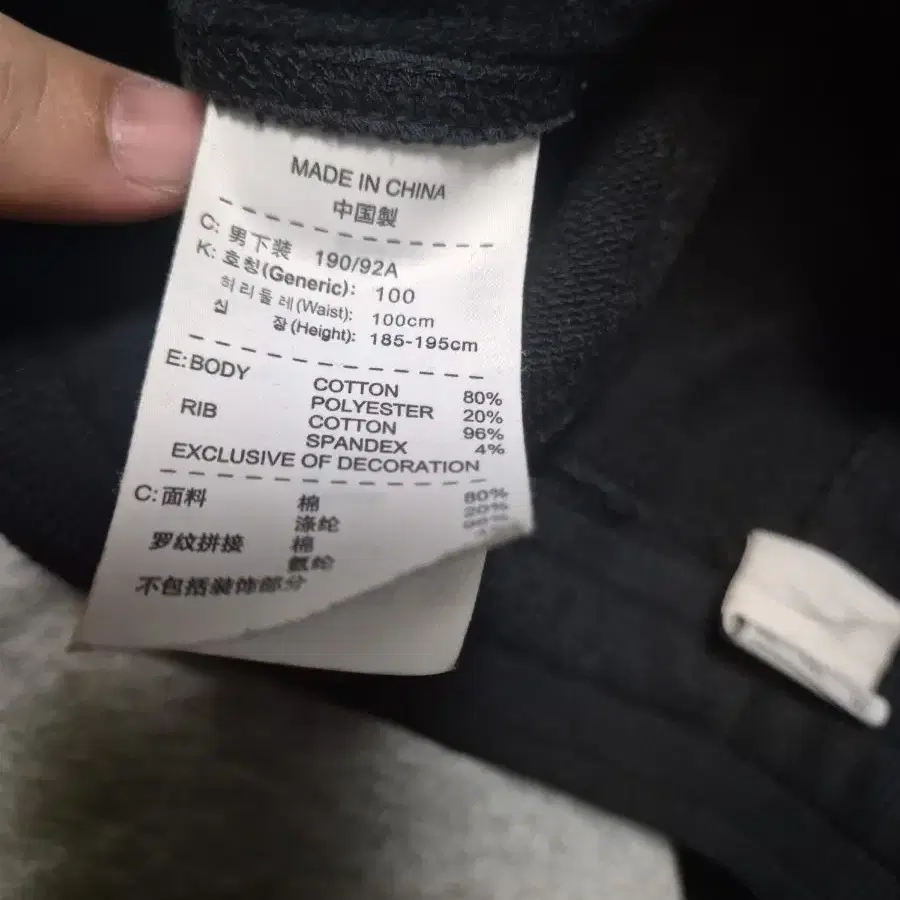 MADE IN CHINA
中国製
C: 男下装 190/92A
K: 호칭(Generic): 100
허리둘레(Waist): 100cm
신 장(Height): 185-195cm
E:BODY COTTON 80%
POLYESTER 20%
RIB COTTON 96%
SPANDEX 4%
EXCLUSIVE OF DECORATION
C:面料 棉 80%
涤纶 20%
罗纹拼接 棉 96%
氨纶
不包括装饰部分